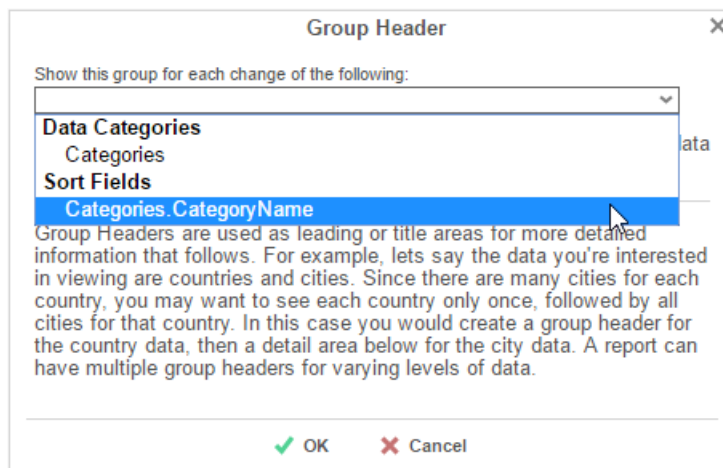 Group Header
Show this group for each change of the following:
Data Categories
Categories
Sort Fields
Categories.CategoryName
Group Headers are used as leading or title areas for more detailed
information that follows. For example, lets say the data you're interested
in viewing are countries and cities. Since there are many cities for each
country, you may want to see each country only once, followed by all
cities for that country. In this case you would create a group header for
the country data, then a detail area below for the city data. A report can
have multiple group headers for varying levels of data.
OK Cancel